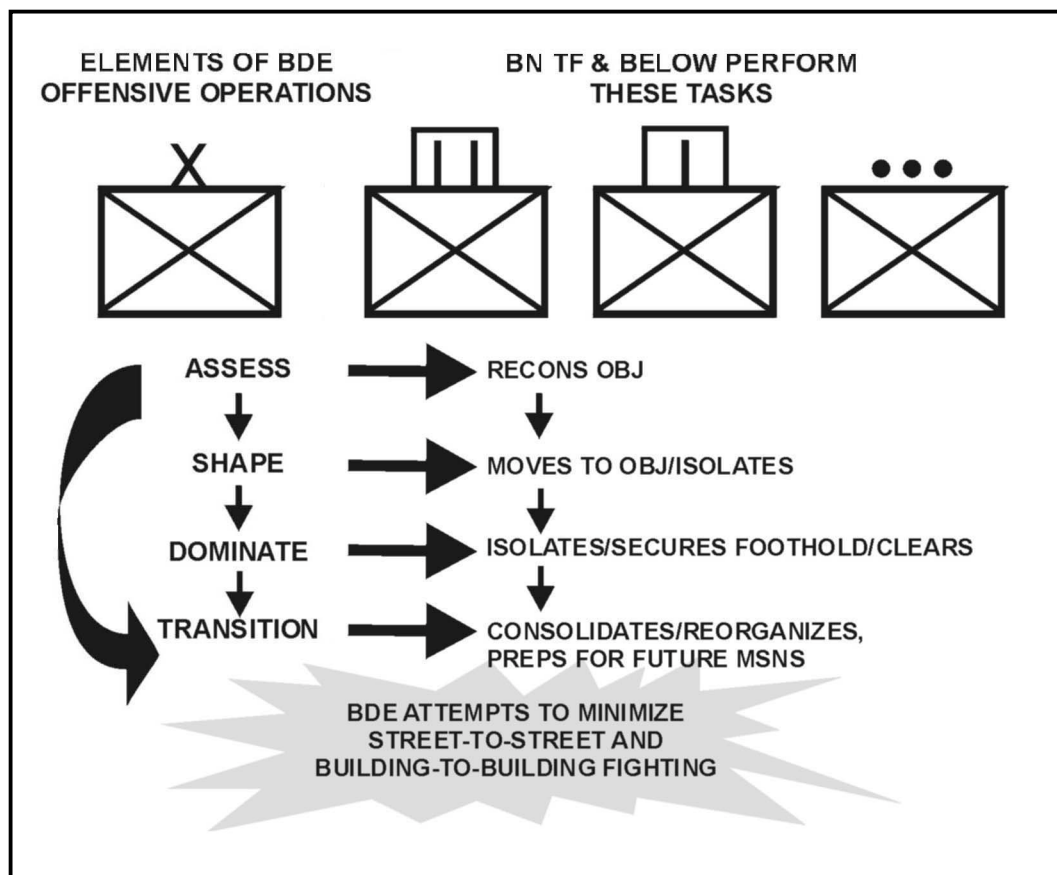 ELEMENTS OF BDE
OFFENSIVE OPERATIONS
BN TF & BELOW PERFORM
THESE TASKS
ASSESS
RECONS OBJ
SHAPE
MOVES TO OBJ/ISOLATES
DOMINATE
ISOLATES/SECURES FOOTHOLD/CLEARS
TRANSITION
CONSOLIDATES/REORGANIZES,
PREPS FOR FUTURE MSNS
BDE ATTEMPTS TO MINIMIZE
STREET-TO-STREET AND
BUILDING-TO-BUILDING FIGHTING